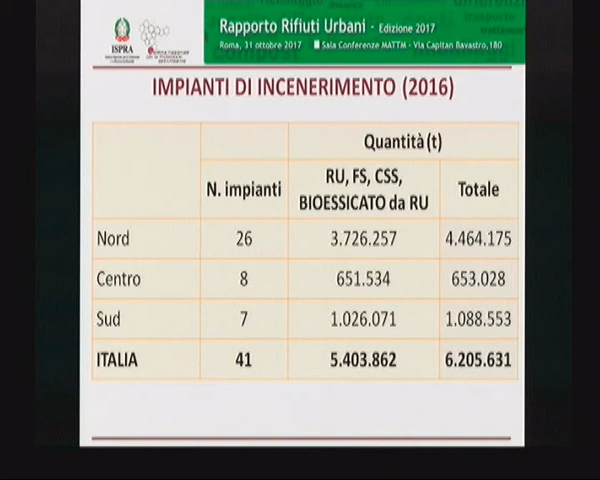 Rapporto Rifiuti Urbani - Edizione 2017
ISPRA
Roma, 31 ottobre 2017 Sala Conferenze MATTM - Via Capitan Bavastro, 180
IMPIANTI DI INCENERIMENTO (2016)
Quantità (t)
N. impianti RU, FS, CSS, BIOESSICATO da RU Totale
Nord 26 3.726.257 4.464.175
Centro 8 651.534 653.028
Sud 7 1.026.071 1.088.553
ITALIA 41 5.403.862 6.205.631